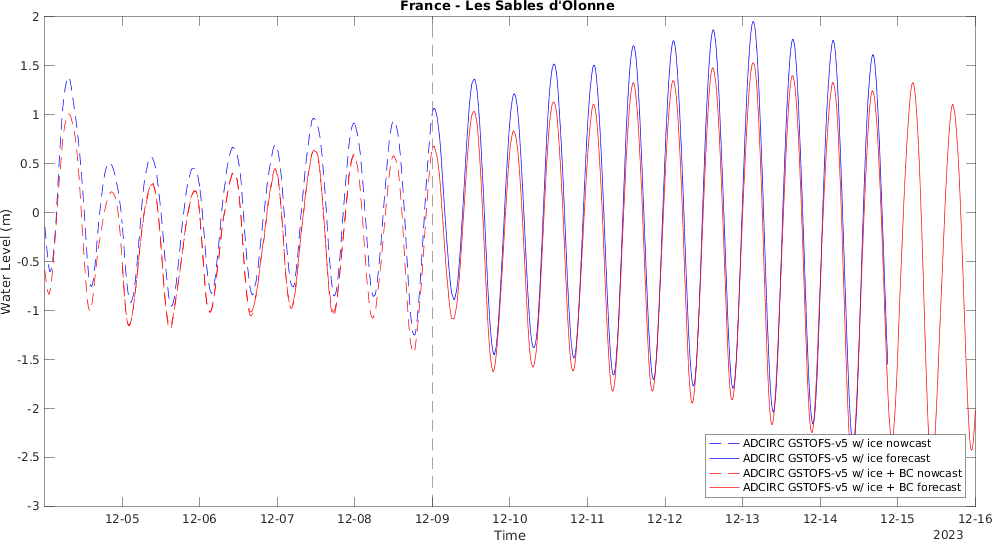 France - Les Sables d'Olonne
2
1.5
1
0.5
0
-0.5
-1
-1.5
-2
-2.5
-3
Water Level (m)
ADCIRC GSTOFS-v5 w/ ice nowcast
ADCIRC GSTOFS-v5 w/ ice forecast
ADCIRC GSTOFS-v5 w/ ice + BC nowcast
ADCIRC GSTOFS-v5 w/ ice + BC forecast
12-05 12-06 12-07 12-08 12-09 12-10 12-11 12-12 12-13 12-14 12-15 12-16
Time
2023